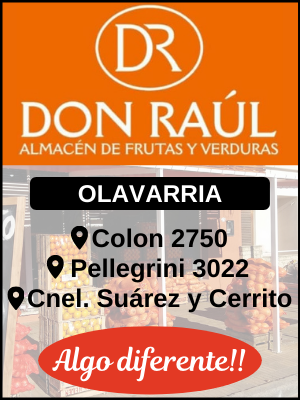 DR
DON RAÚL
ALMACÉN DE FRUTAS Y VERDURAS
OLAVARRIA
Colon 2750
Pellegrini 3022
Cnel. Suárez y Cerrito
Algo diferente!!